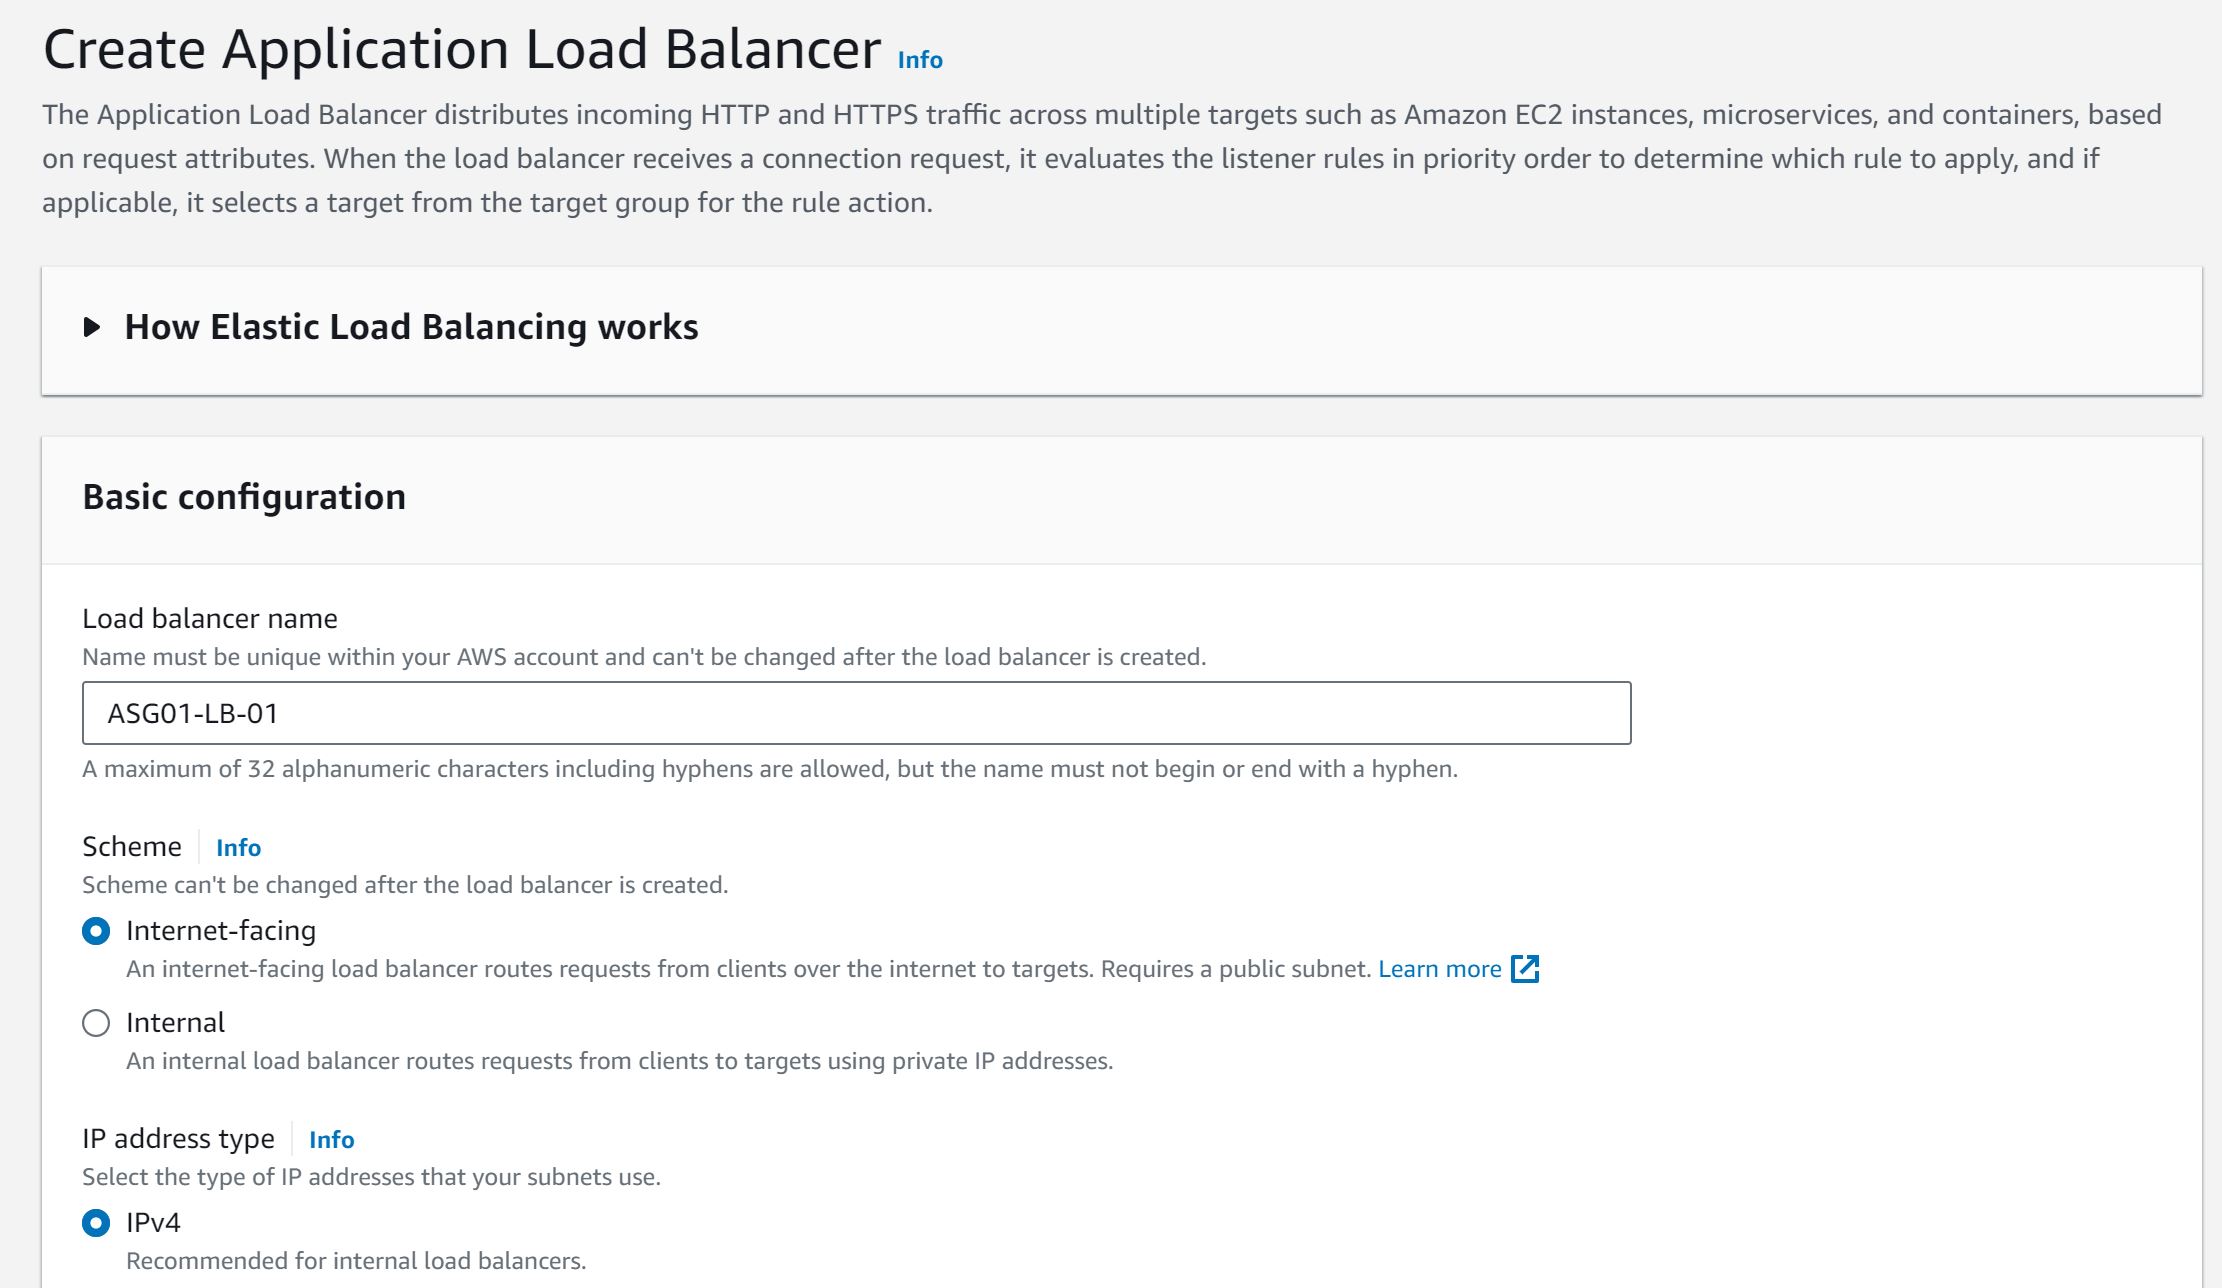 Create Application Load Balancer Info
The Application Load Balancer distributes incoming HTTP and HTTPS traffic across multiple targets such as Amazon EC2 instances, microservices, and containers, based
on request attributes. When the load balancer receives a connection request, it evaluates the listener rules in priority order to determine which rule to apply, and if
applicable, it selects a target from the target group for the rule action.
How Elastic Load Balancing works
Basic configuration
Load balancer name
Name must be unique within your AWS account and can't be changed after the load balancer is created.
ASG01-LB-01
A maximum of 32 alphanumeric characters including hyphens are allowed, but the name must not begin or end with a hyphen.
Scheme Info
Scheme can't be changed after the load balancer is created.
Internet-facing
An internet-facing load balancer routes requests from clients over the internet to targets. Requires a public subnet. Learn more
Internal
An internal load balancer routes requests from clients to targets using private IP addresses.
IP address type Info
Select the type of IP addresses that your subnets use.
IPv4
Recommended for internal load balancers.